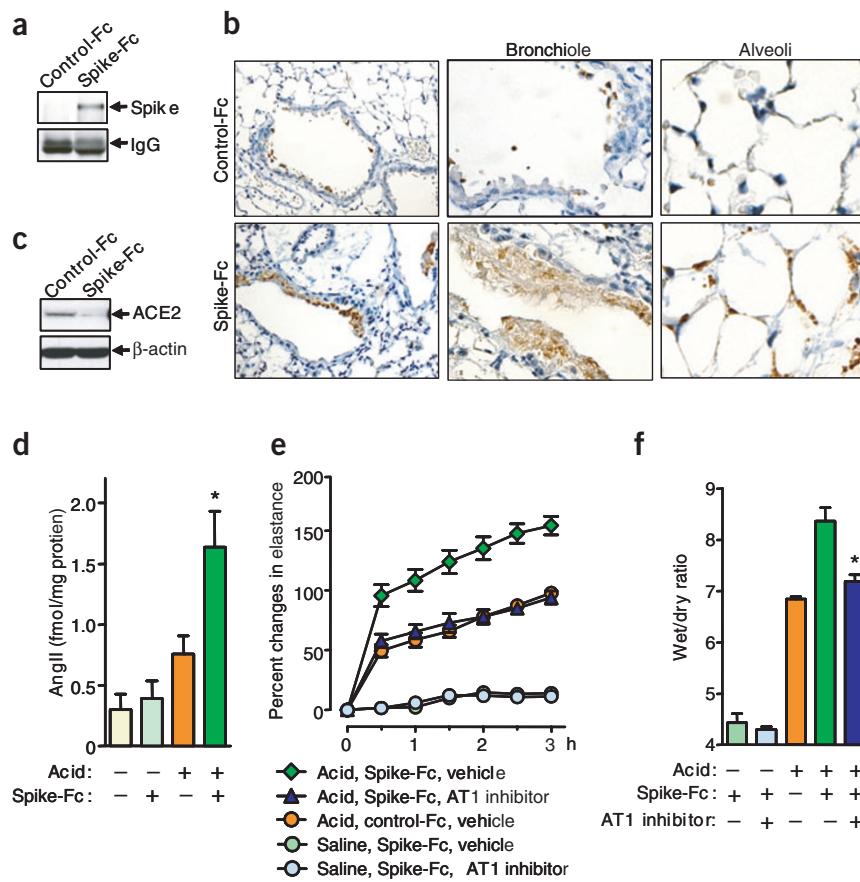 a
Control-Fc
Spike-Fc
Spike
IgG
b
Bronchiole
Alveoli
Control-Fc
Spike-Fc
c
Control-Fc
Spike-Fc
ACE2
β-actin
d
AngII (fmol/mg protien)
2.0
1.5
1.0
0.5
0
*
Acid: – – + +
Spike-Fc: – + – +
e
Percent changes in elastance
200
150
100
50
0
0 1 2 3 h
Acid, Spike-Fc, vehicle
Acid, Spike-Fc, AT1 inhibitor
Acid, control-Fc, vehicle
Saline, Spike-Fc, vehicle
Saline, Spike-Fc, AT1 inhibitor
f
Wet/dry ratio
9
8
7
6
5
4
*
Acid: – – + + +
Spike-Fc: + + – + +
AT1 inhibitor: – + – – +